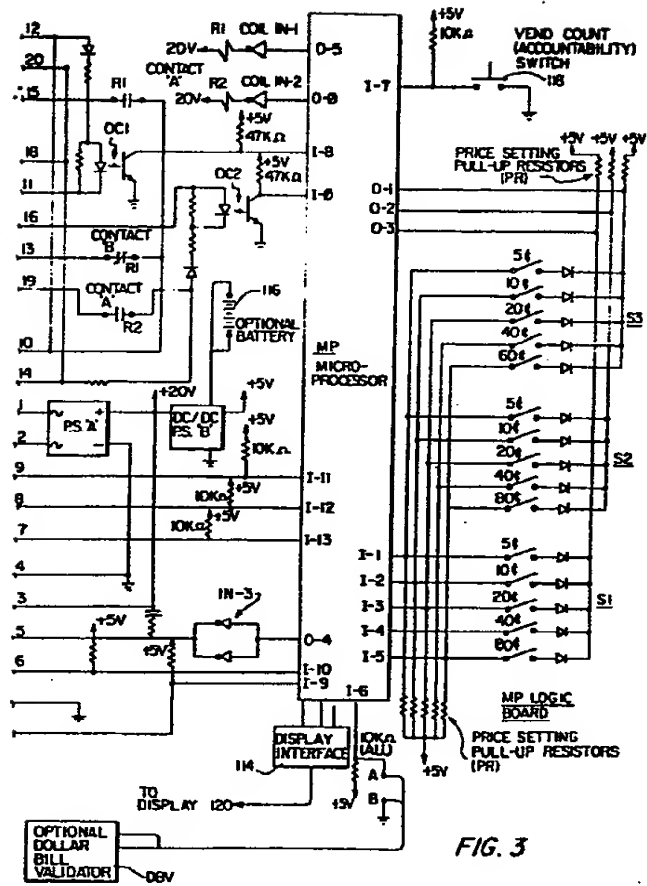 12
20
15
18
11
16
13
19
10
14
1
2
9
8
7
4
3
5
6
R1
OC1
CONTACT "B"
R1
CONTACT "A"
R2
P.S. "A"
20V
R1
COIL IN-1
CONTACT "A"
20V
R2
COIL IN-2
+5V
47KΩ
+5V
47KΩ
OC2
116
OPTIONAL BATTERY
+20V
DC/DC P.S. "B"
+5V
+5V
10KΩ
10KΩ
+5V
10KΩ
+5V
+5V
+5V
IN-3
MP
MICRO-PROCESSOR
O-5
I-8
I-11
I-12
I-13
O-4
I-10
I-9
I-7
O-1
O-2
O-3
I-1
I-2
I-3
I-4
I-5
I-6
+5V
10KΩ
VEND COUNT
(ACCOUNTABILITY)
SWITCH
118
+5V +5V +5V
PRICE SETTING
PULL-UP RESISTORS
(PR)
5¢
10¢
20¢
40¢
60¢
S3
5¢
10¢
20¢
40¢
80¢
S2
5¢
10¢
20¢
40¢
80¢
S1
MP LOGIC
BOARD
PRICE SETTING
PULL-UP RESISTORS
(PR)
+5V
DISPLAY
INTERFACE
114
10KΩ
(ALL)
A
B
+5V
TO
DISPLAY 120
OPTIONAL
DOLLAR
BILL
VALIDATOR
DBV
FIG. 3